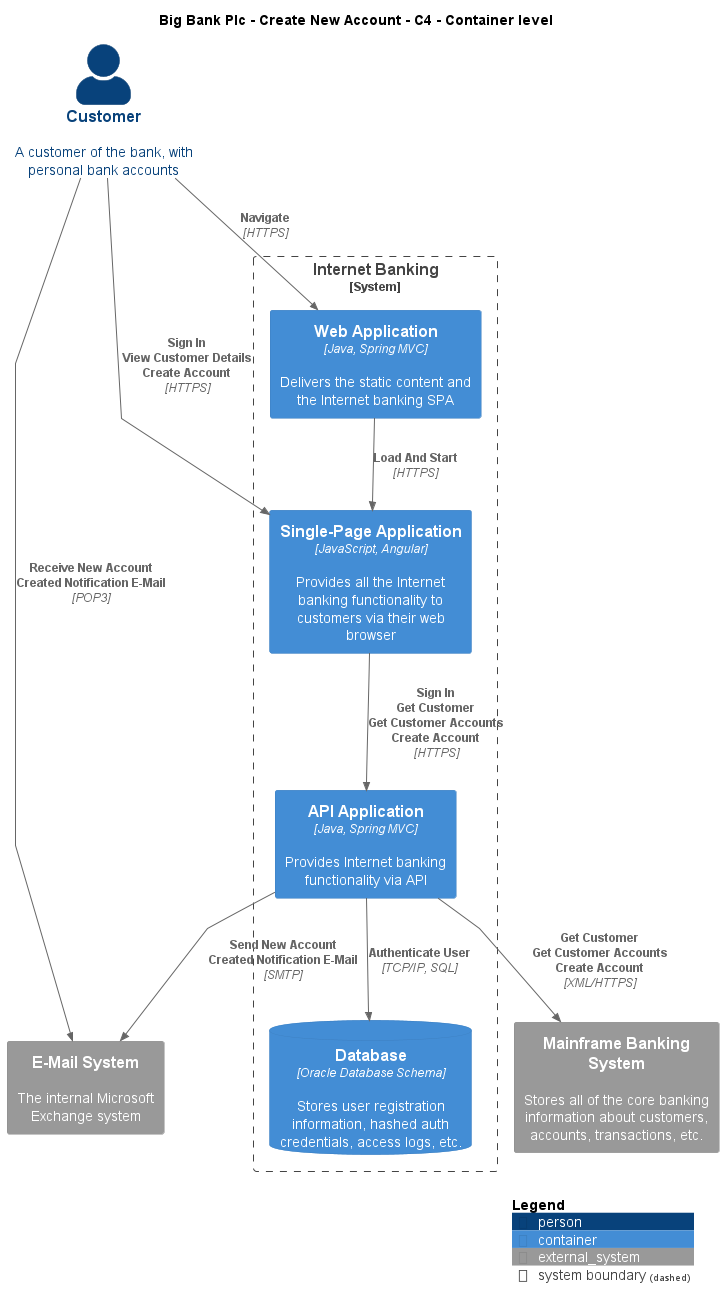 Big Bank Plc - Create New Account - C4 - Container level
Customer
A customer of the bank, with
personal bank accounts
Navigate
[HTTPS]
Internet Banking
[System]
Web Application
[Java, Spring MVC]
Delivers the static content and
the Internet banking SPA
Sign In
View Customer Details
Create Account
[HTTPS]
Load And Start
[HTTPS]
Single-Page Application
[JavaScript, Angular]
Provides all the Internet
banking functionality to
customers via their web
browser
Receive New Account
Created Notification E-Mail
[POP3]
Sign In
Get Customer
Get Customer Accounts
Create Account
[HTTPS]
API Application
[Java, Spring MVC]
Provides Internet banking
functionality via API
Send New Account
Created Notification E-Mail
[SMTP]
Authenticate User
[TCP/IP, SQL]
Get Customer
Get Customer Accounts
Create Account
[XML/HTTPS]
E-Mail System
The internal Microsoft
Exchange system
Database
[Oracle Database Schema]
Stores user registration
information, hashed auth
credentials, access logs, etc.
Mainframe Banking
System
Stores all of the core banking
information about customers,
accounts, transactions, etc.
Legend
person
container
external_system
system boundary (dashed)